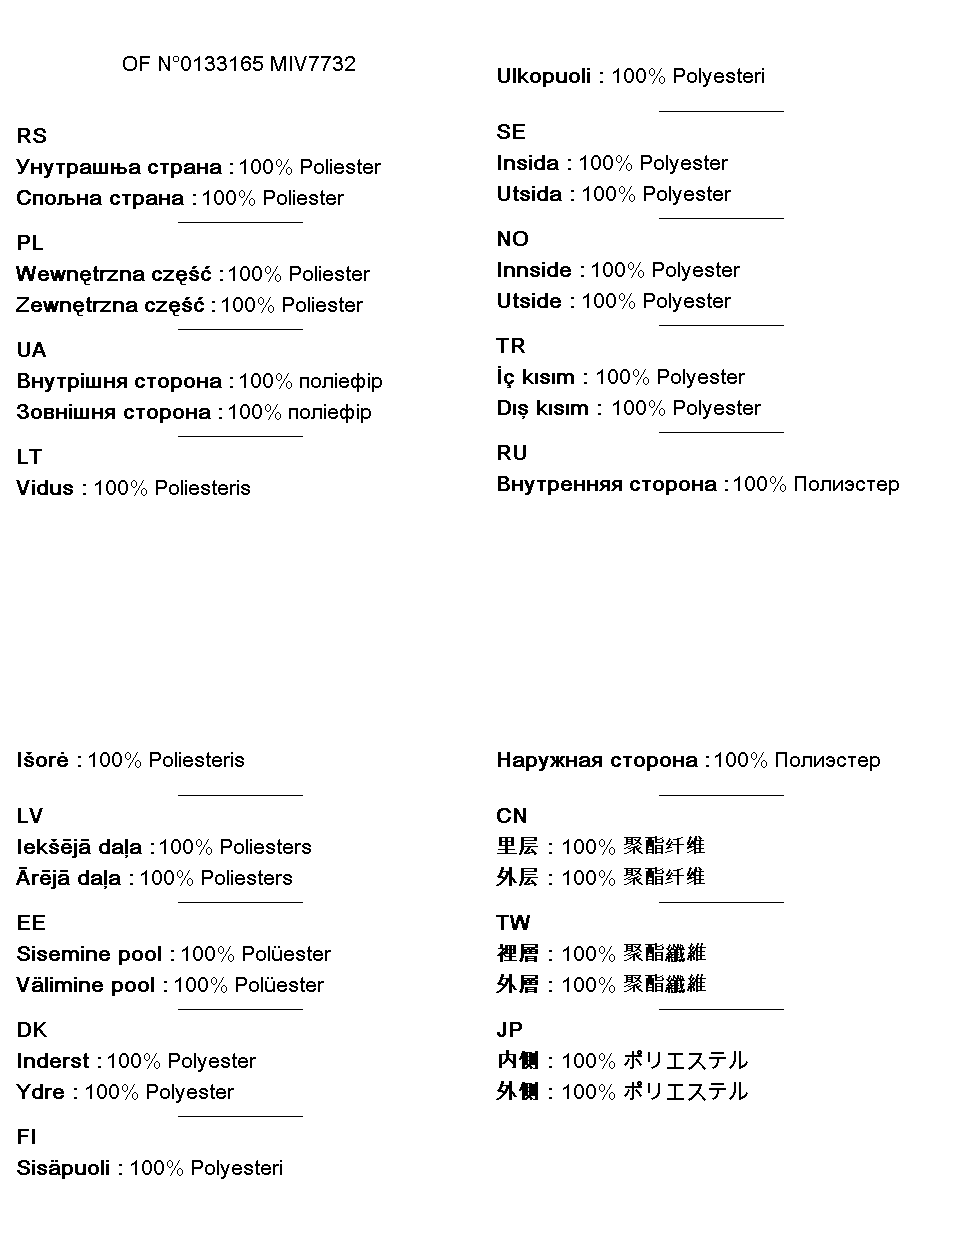 OF N°0133165 MIV7732
RS
Унутрашња страна : 100% Poliester
Спољна страна : 100% Poliester
PL
Wewnętrzna część : 100% Poliester
Zewnętrzna część : 100% Poliester
UA
Внутрішня сторона : 100% поліефір
Зовнішня сторона : 100% поліефір
LT
Vidus : 100% Poliesteris
Išorė : 100% Poliesteris
LV
Iekšējā daļa : 100% Poliesters
Ārējā daļa : 100% Poliesters
EE
Sisemine pool : 100% Polüester
Välimine pool : 100% Polüester
DK
Inderst : 100% Polyester
Ydre : 100% Polyester
FI
Sisäpuoli : 100% Polyesteri
Ulkopuoli : 100% Polyesteri
SE
Insida : 100% Polyester
Utsida : 100% Polyester
NO
Innside : 100% Polyester
Utside : 100% Polyester
TR
İç kısım : 100% Polyester
Dış kısım : 100% Polyester
RU
Внутренняя сторона : 100% Полиэстер
Наружная сторона : 100% Полиэстер
CN
里层 : 100% 聚酯纤维
外层 : 100% 聚酯纤维
TW
裡層 : 100% 聚酯纖維
外層 : 100% 聚酯纖維
JP
内側 : 100% ポリエステル
外側 : 100% ポリエステル